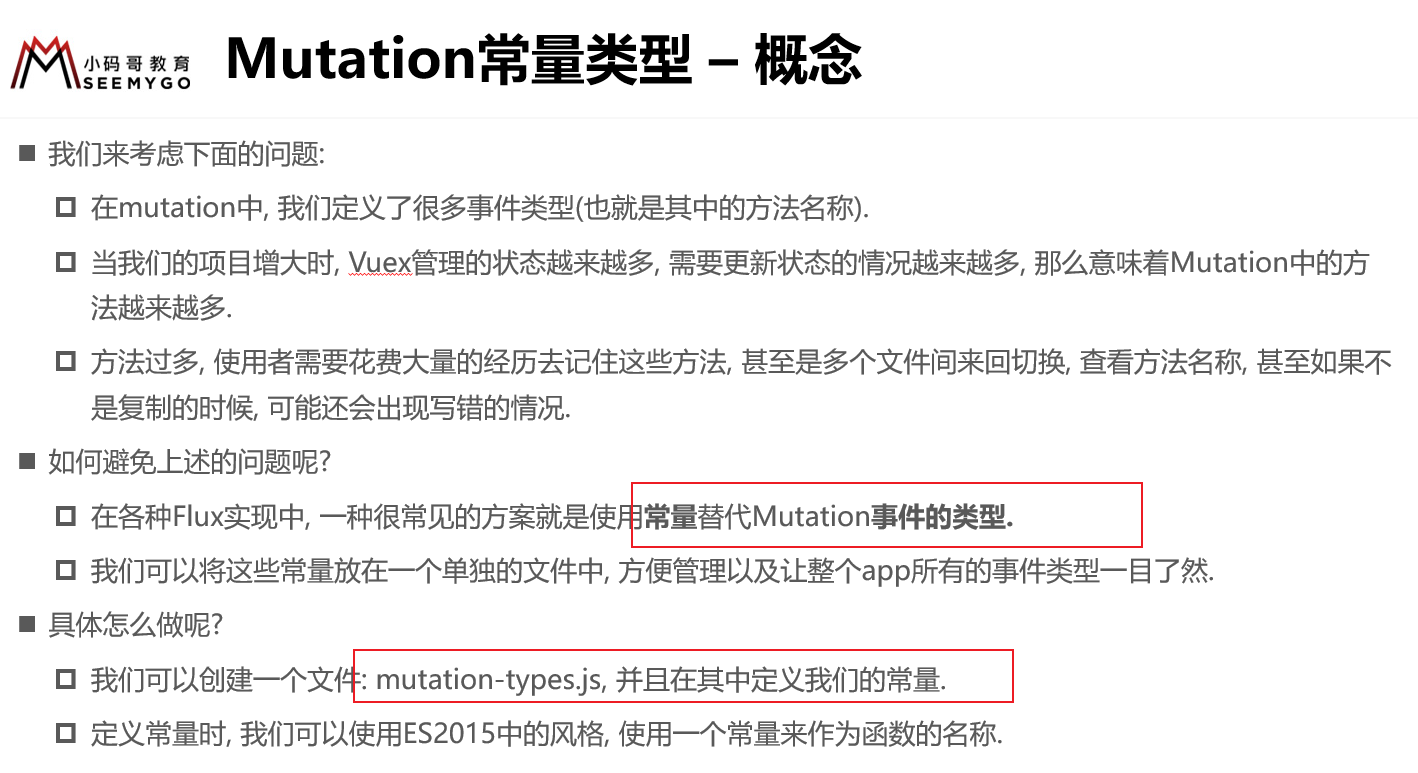 小码哥教育
SEEMYGO
Mutation常量类型 – 概念
我们来考虑下面的问题:
在mutation中, 我们定义了很多事件类型(也就是其中的方法名称).
当我们的项目增大时, Vuex管理的状态越来越多, 需要更新状态的情况越来越多, 那么意味着Mutation中的方
法越来越多.
方法过多, 使用者需要花费大量的经历去记住这些方法, 甚至是多个文件间来回切换, 查看方法名称, 甚至如果不
是复制的时候, 可能还会出现写错的情况.
如何避免上述的问题呢?
在各种Flux实现中, 一种很常见的方案就是使用常量替代Mutation事件的类型.
我们可以将这些常量放在一个单独的文件中, 方便管理以及让整个app所有的事件类型一目了然.
具体怎么做呢?
我们可以创建一个文件: mutation-types.js, 并且在其中定义我们的常量.
定义常量时, 我们可以使用ES2015中的风格, 使用一个常量来作为函数的名称.